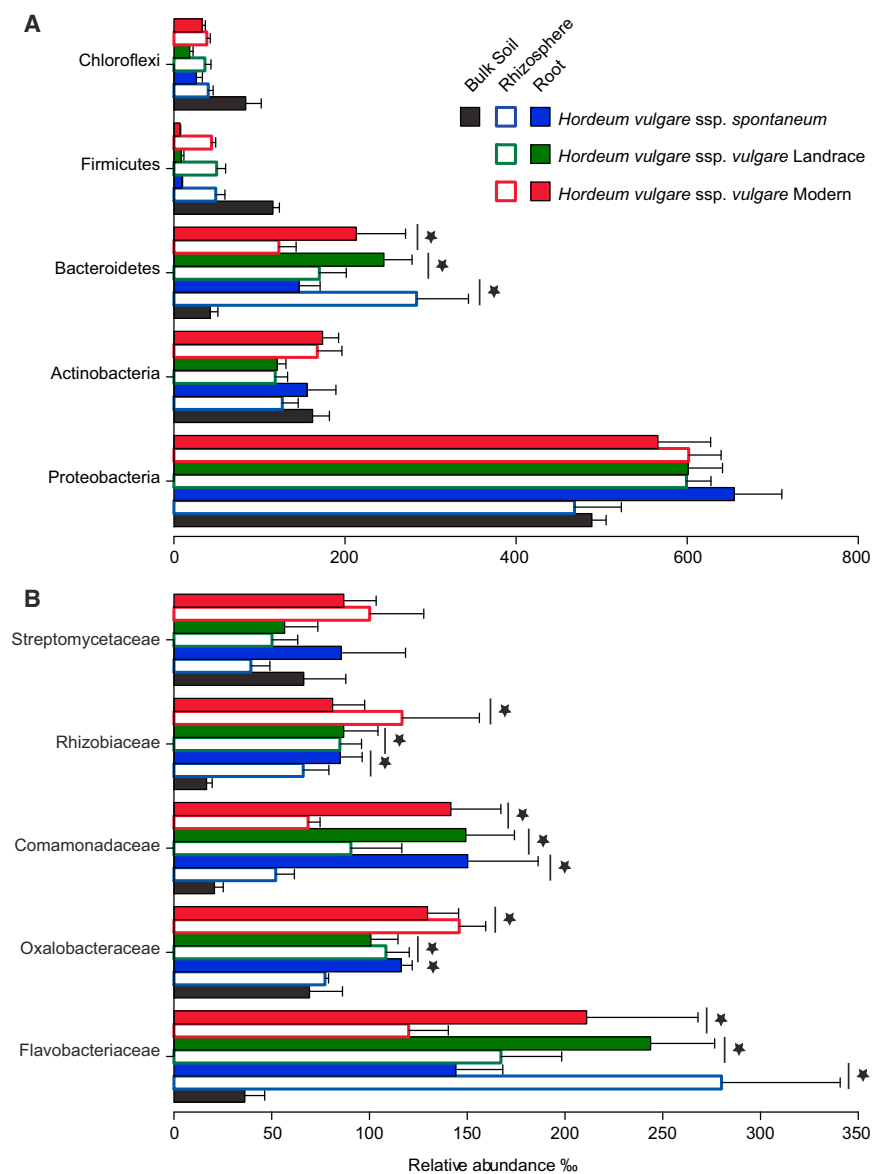 A
Bulk Soil
Rhizosphere
Root
Hordeum vulgare ssp. spontaneum
Hordeum vulgare ssp. vulgare Landrace
Hordeum vulgare ssp. vulgare Modern
Chloroflexi
Firmicutes
Bacteroidetes
Actinobacteria
Proteobacteria
0 200 400 600 800
B
Streptomycetaceae
Rhizobiaceae
Comamonadaceae
Oxalobacteraceae
Flavobacteriaceae
0 50 100 150 200 250 300 350
Relative abundance ‰